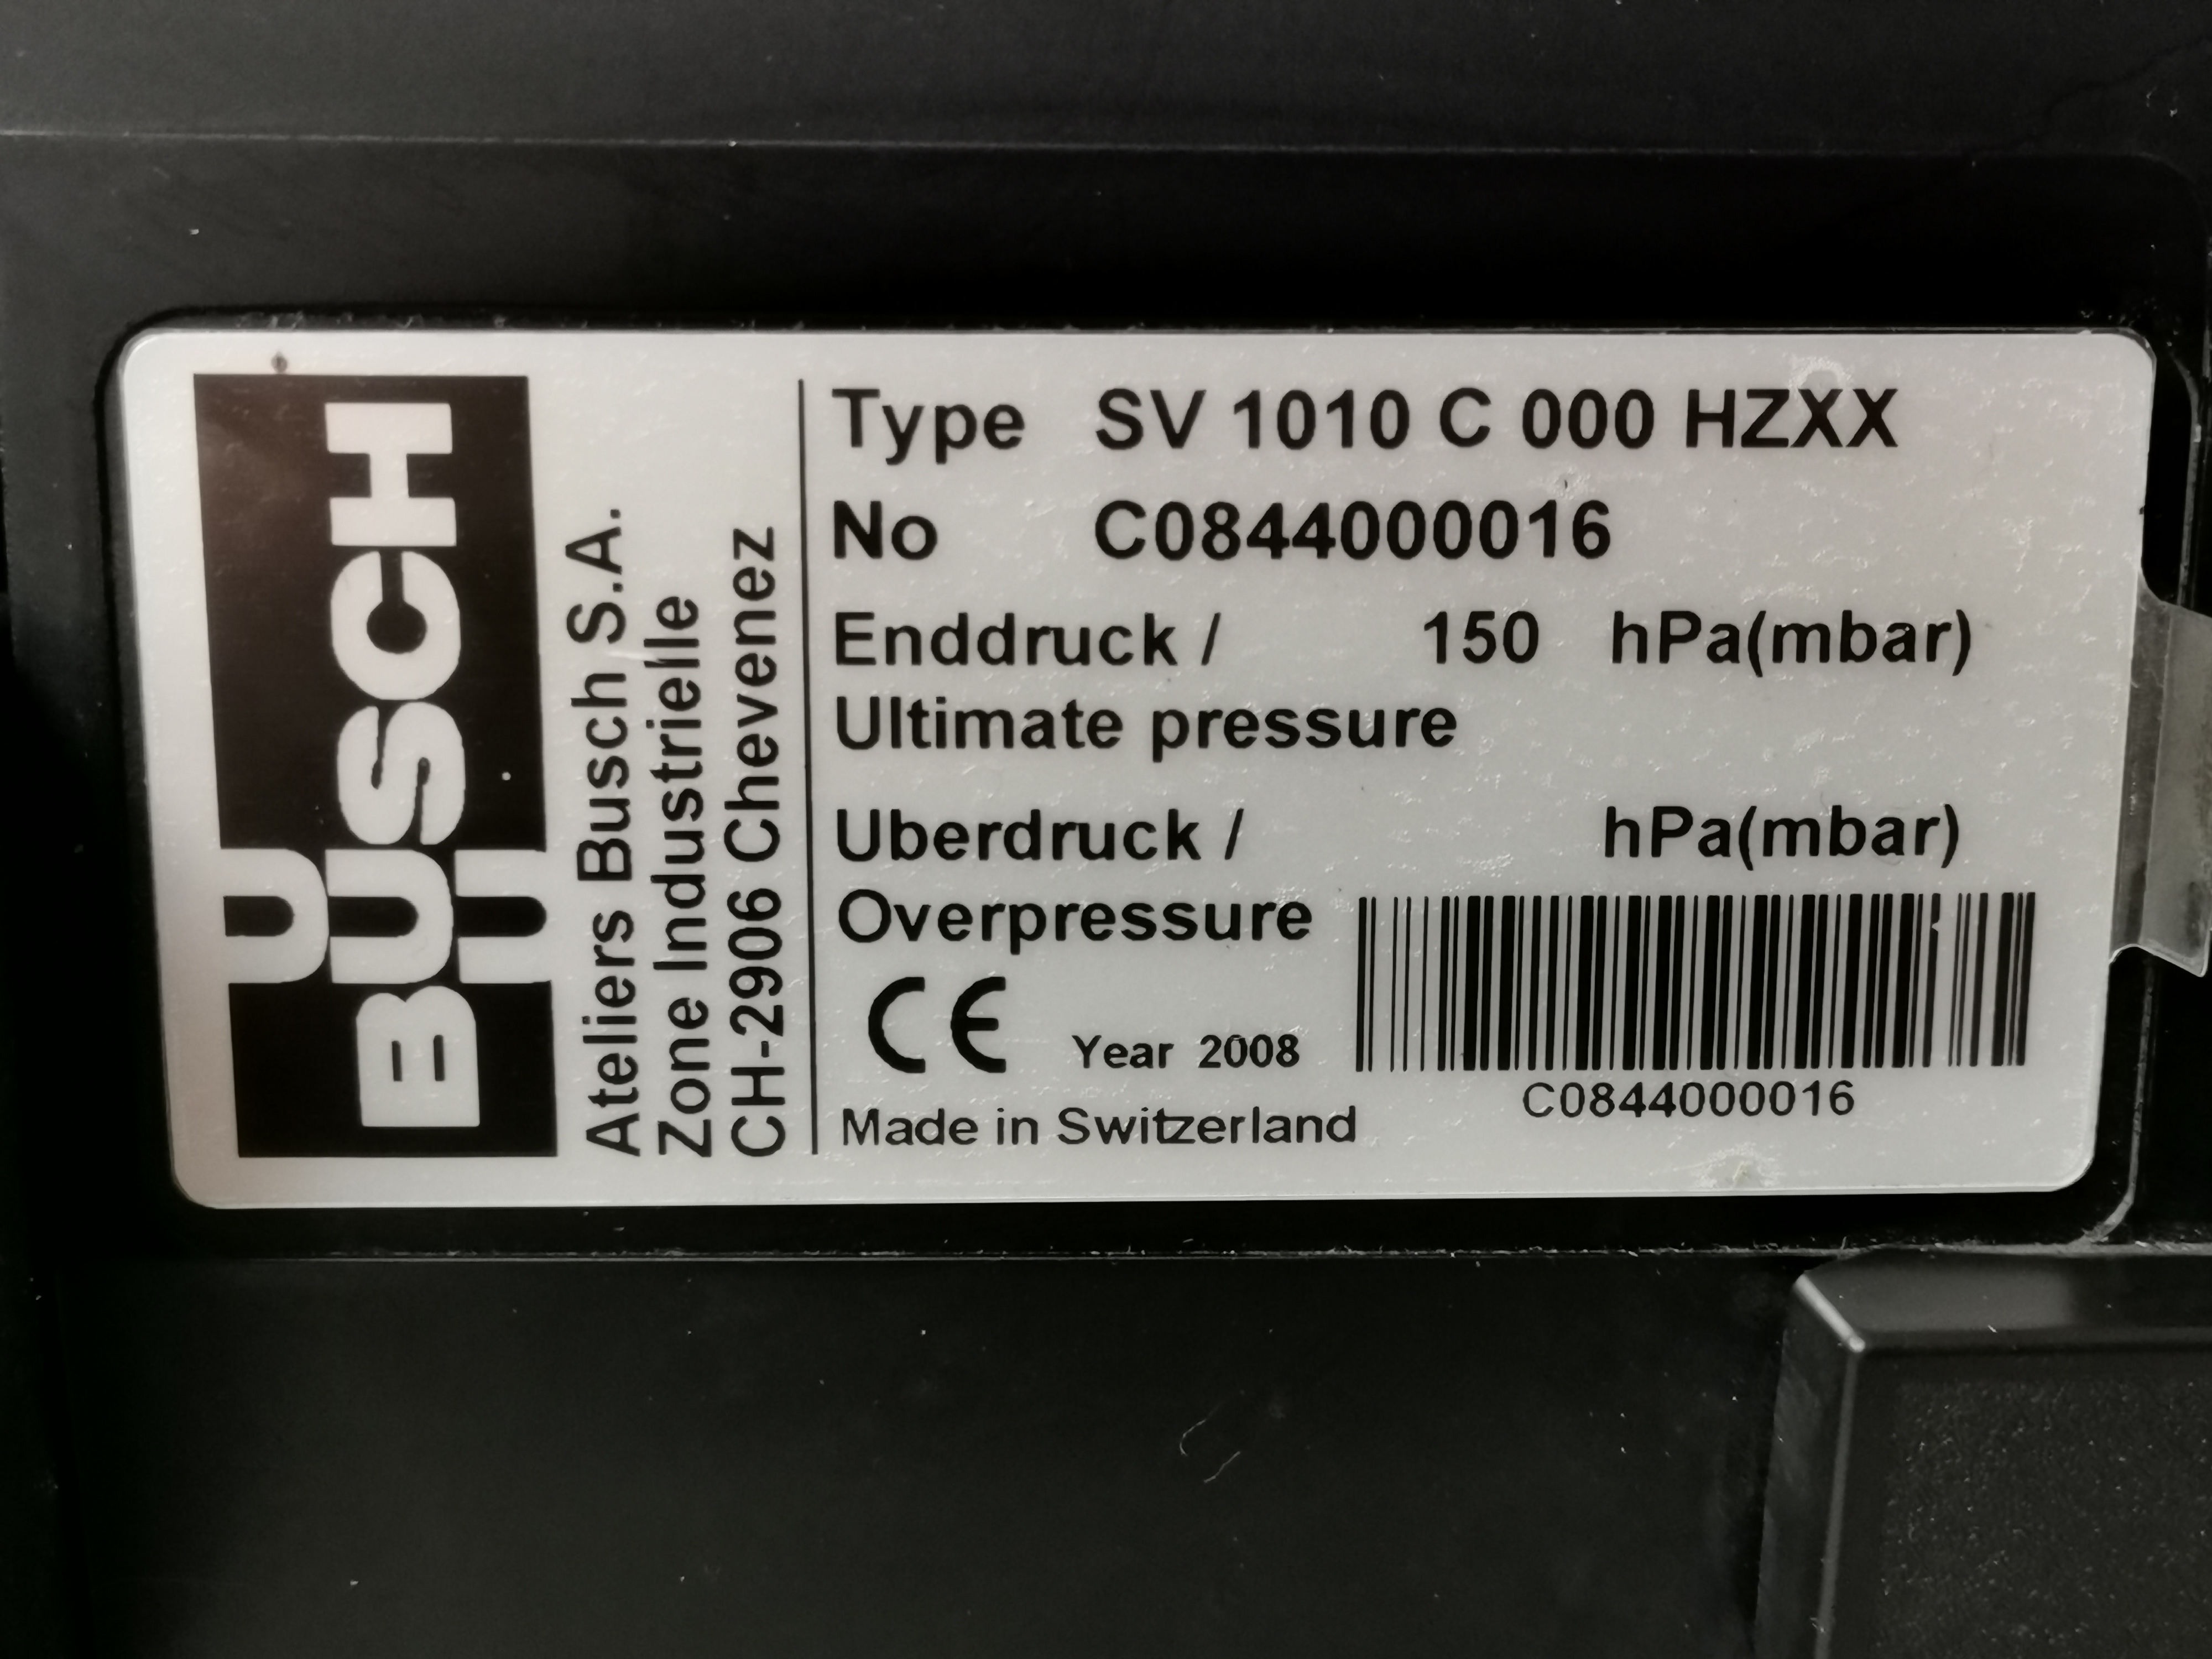 BUSCH
Ateliers Busch S.A.
Zone Industrielle
CH-2906 Chevenez
Type SV 1010 C 000 HZXX
No C0844000016
Enddruck / 150 hPa(mbar)
Ultimate pressure
Uberdruck / hPa(mbar)
Overpressure
CE Year 2008
C0844000016
Made in Switzerland